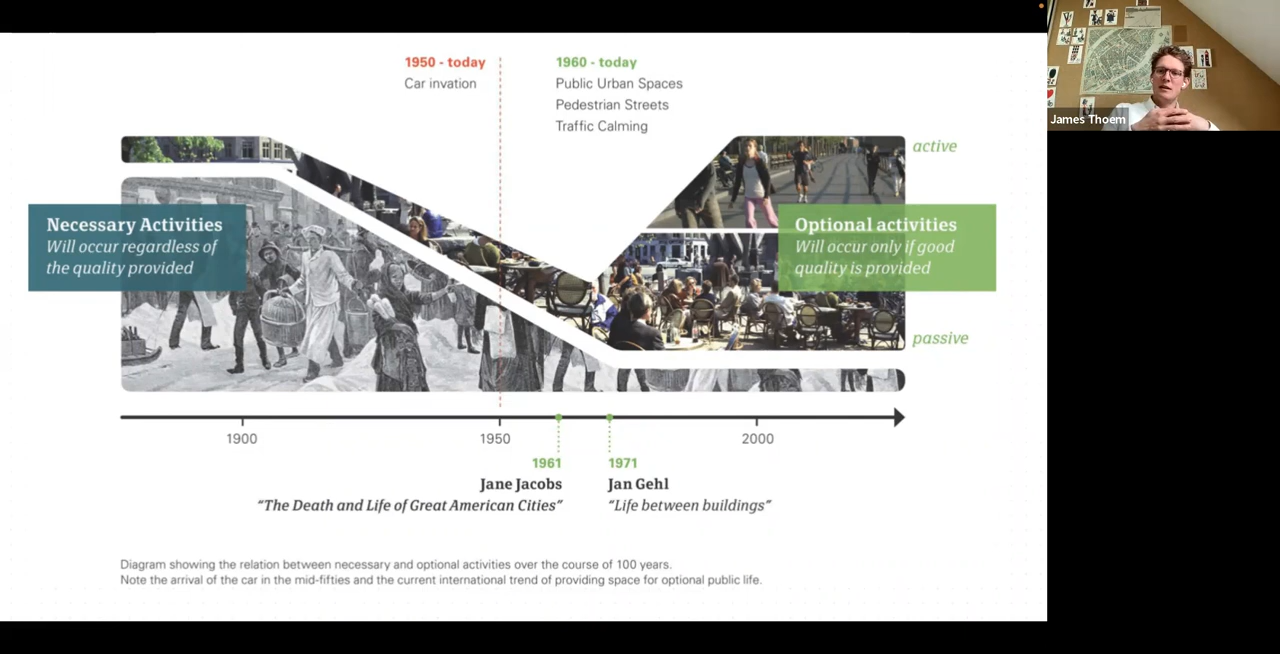 1950 - today
Car invation
1960 - today
Public Urban Spaces
Pedestrian Streets
Traffic Calming
James Thoem
active
Necessary Activities
Will occur regardless of
the quality provided
Optional activities
Will occur only if good
quality is provided
passive
1900
1950
2000
1961
Jane Jacobs
“The Death and Life of Great American Cities”
1971
Jan Gehl
“Life between buildings”
Diagram showing the relation between necessary and optional activities over the course of 100 years.
Note the arrival of the car in the mid-fifties and the current international trend of providing space for optional public life.